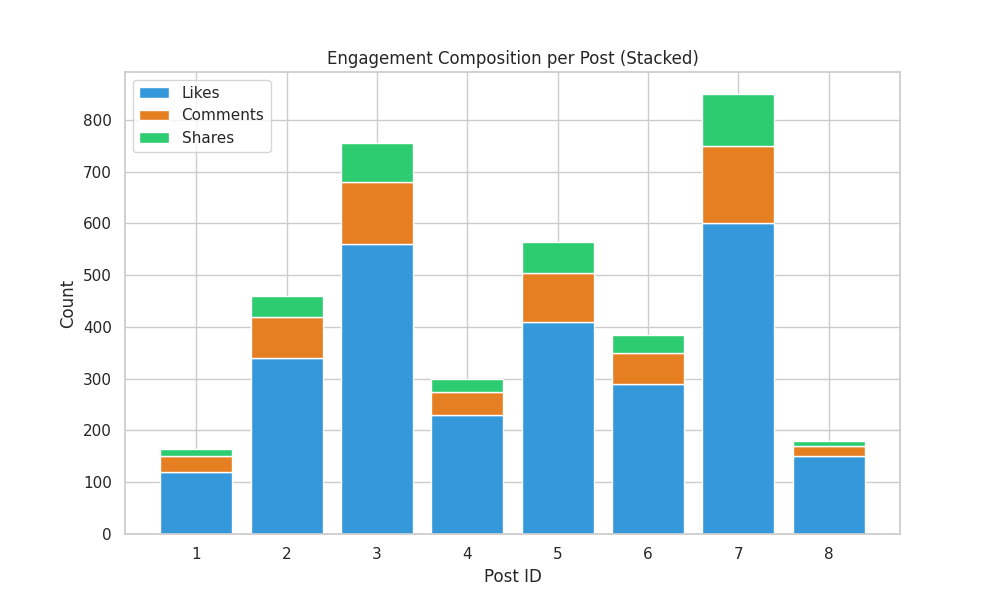 Engagement Composition per Post (Stacked)
Likes
Comments
Shares
Count
800
700
600
500
400
300
200
100
0
1 2 3 4 5 6 7 8
Post ID